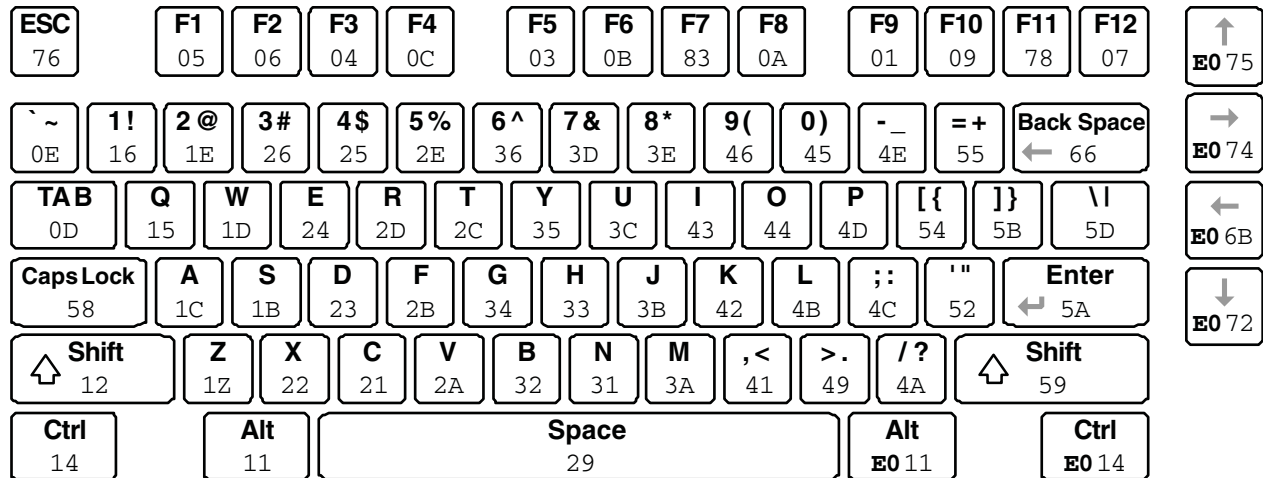 ESC F1 F2 F3 F4 F5 F6 F7 F8 F9 F10 F11 F12 ↑
76 05 06 04 0C 03 0B 83 0A 01 09 78 07 E0 75
` ~ 1! 2@ 3# 4$ 5% 6^ 7& 8* 9( 0) -_ =+ Back Space →
0E 16 1E 26 25 2E 36 3D 3E 46 45 4E 55 ← 66 E0 74
TAB Q W E R T Y U I O P [{ ]} \| ←
0D 15 1D 24 2D 2C 35 3C 43 44 4D 54 5B 5D E0 6B
Caps Lock A S D F G H J K L ;: '" Enter ↓
58 1C 1B 23 2B 34 33 3B 42 4B 4C 52 ↵ 5A E0 72
Shift Z X C V B N M ,< >. /? Shift
12 1Z 22 21 2A 32 31 3A 41 49 4A 59
Ctrl Alt Space Alt Ctrl
14 11 29 E0 11 E0 14